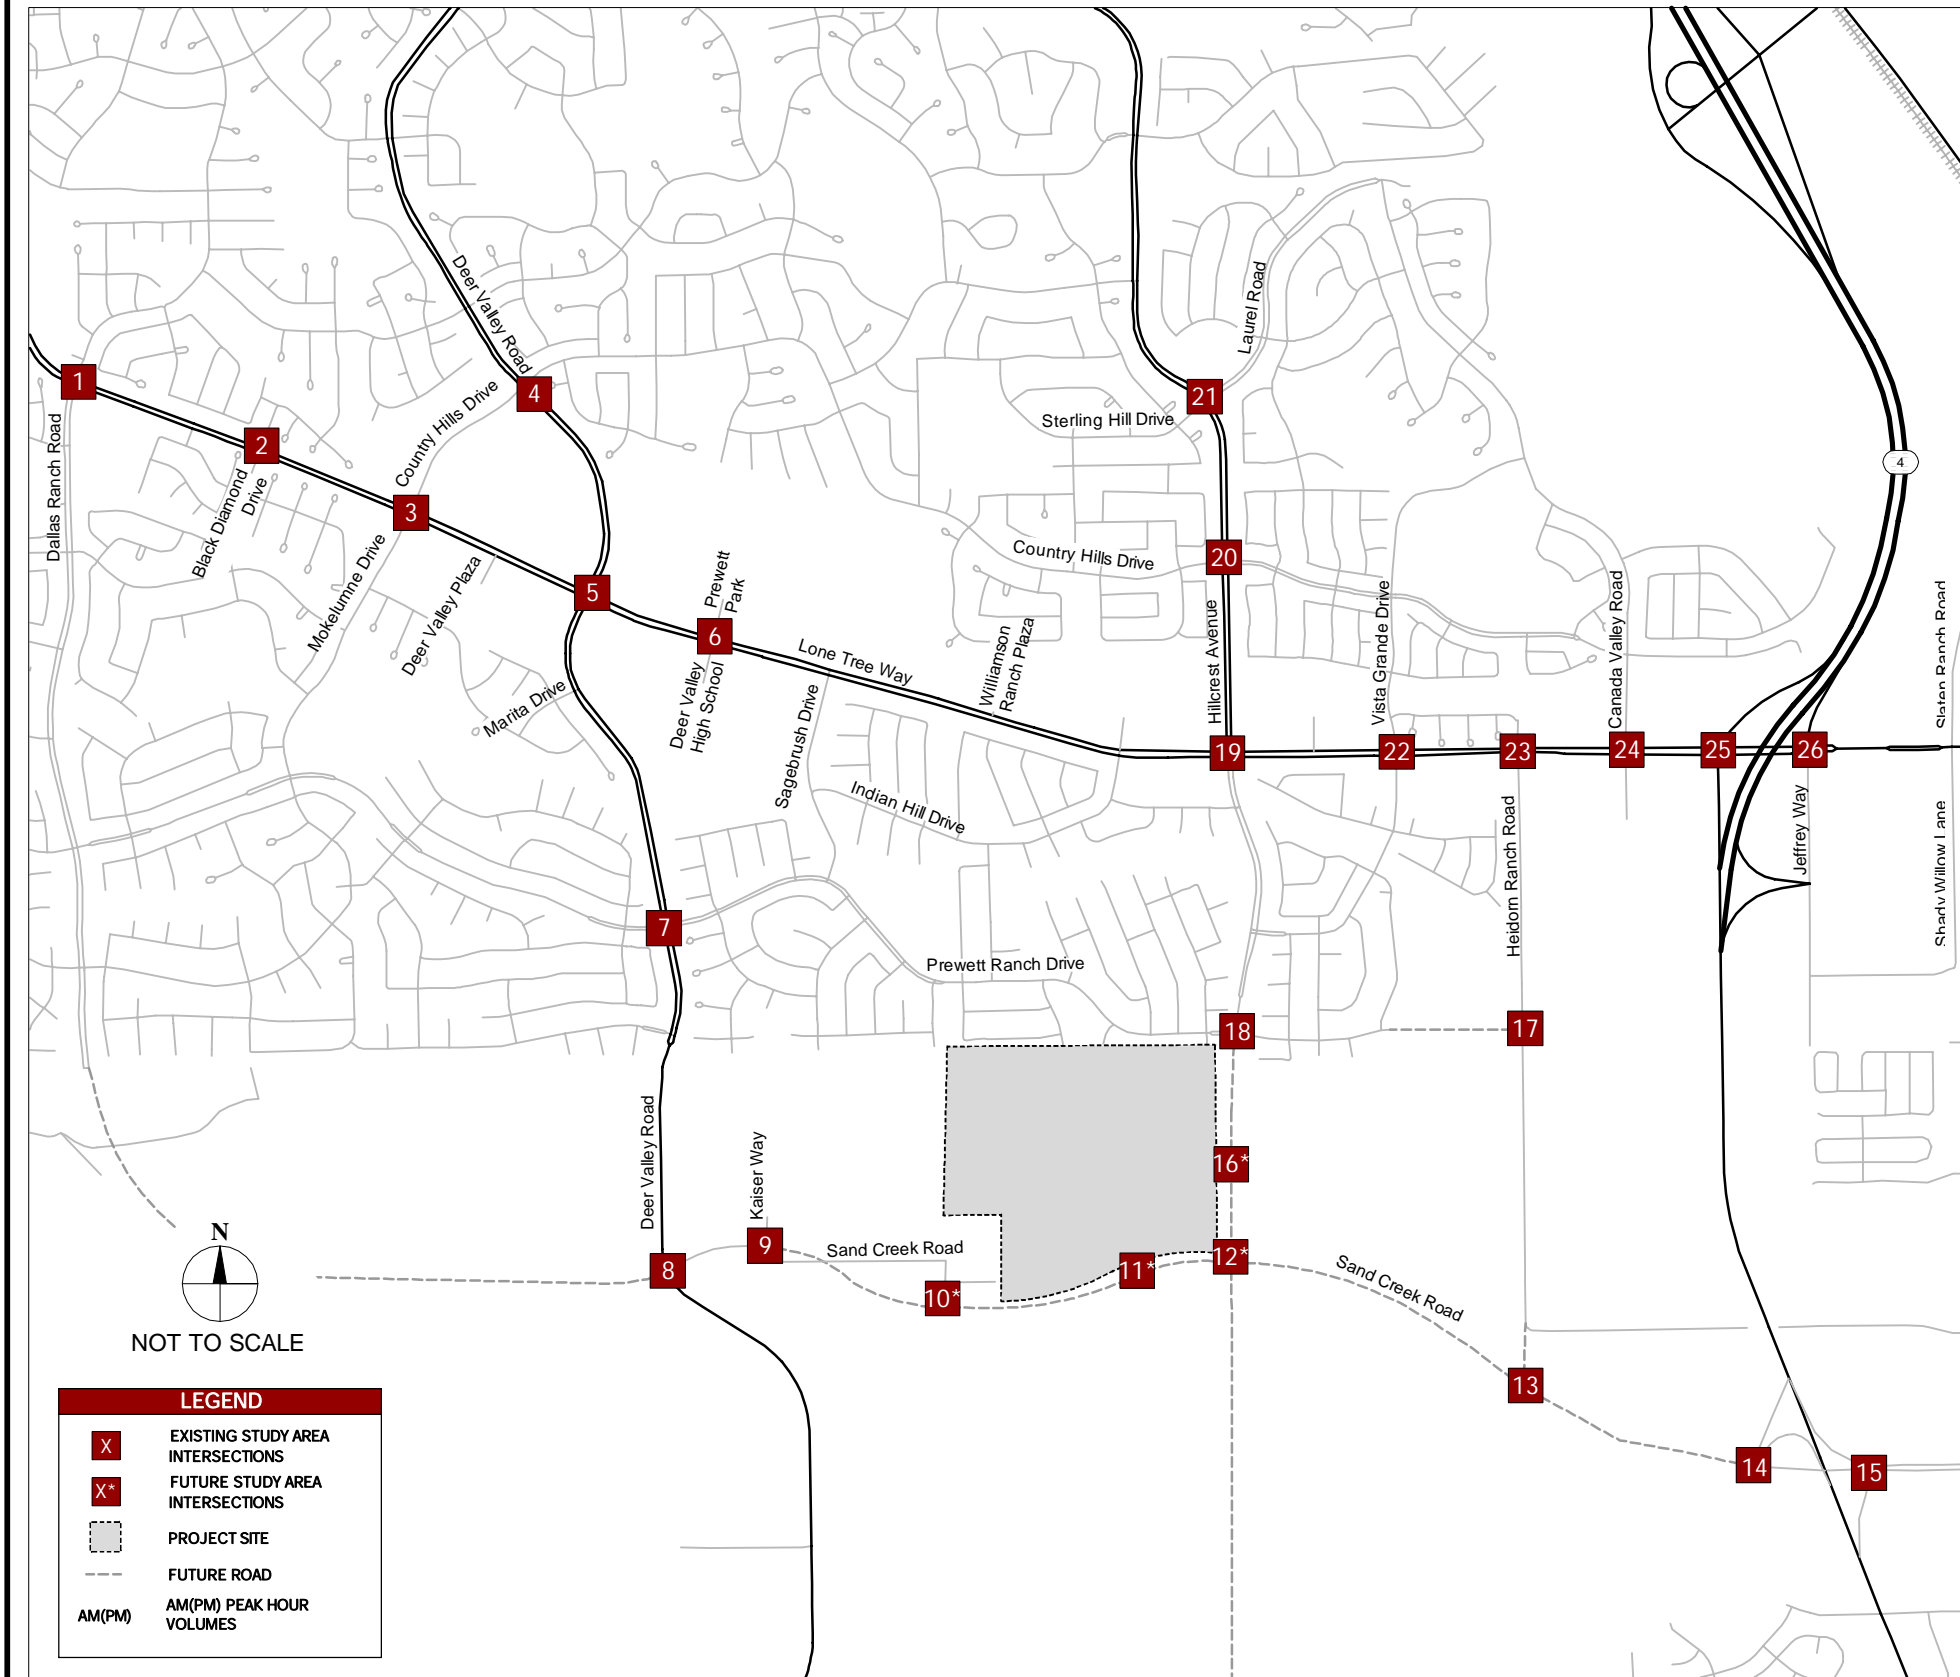 Deer Valley Road
Laurel Road
1
4
21
Sterling Hill Drive
Country Hills Drive
Dallas Ranch Road
2
4
Black Diamond
Drive
3
Mokelumne Drive
Deer Valley Plaza
5
Prewett
Park
Country Hills Drive
20
6
Lone Tree Way
Williamson
Ranch Plaza
Hillcrest Avenue
Vista Grande Drive
Canada Valley Road
Slaten Ranch Road
Marita Drive
Deer Valley
High School
Sagebrush Drive
19
22
23
24
25
26
Indian Hill Drive
Heidorn Ranch Road
Jeffrey Way
Shady Willow Lane
7
Prewett Ranch Drive
18
17
Deer Valley Road
Kaiser Way
16*
N
9
Sand Creek Road
12*
8
11*
10*
Sand Creek Road
NOT TO SCALE
13
14
15
LEGEND
X
EXISTING STUDY AREA
INTERSECTIONS
X*
FUTURE STUDY AREA
INTERSECTIONS
PROJECT SITE
FUTURE ROAD
AM(PM)
AM(PM) PEAK HOUR
VOLUMES